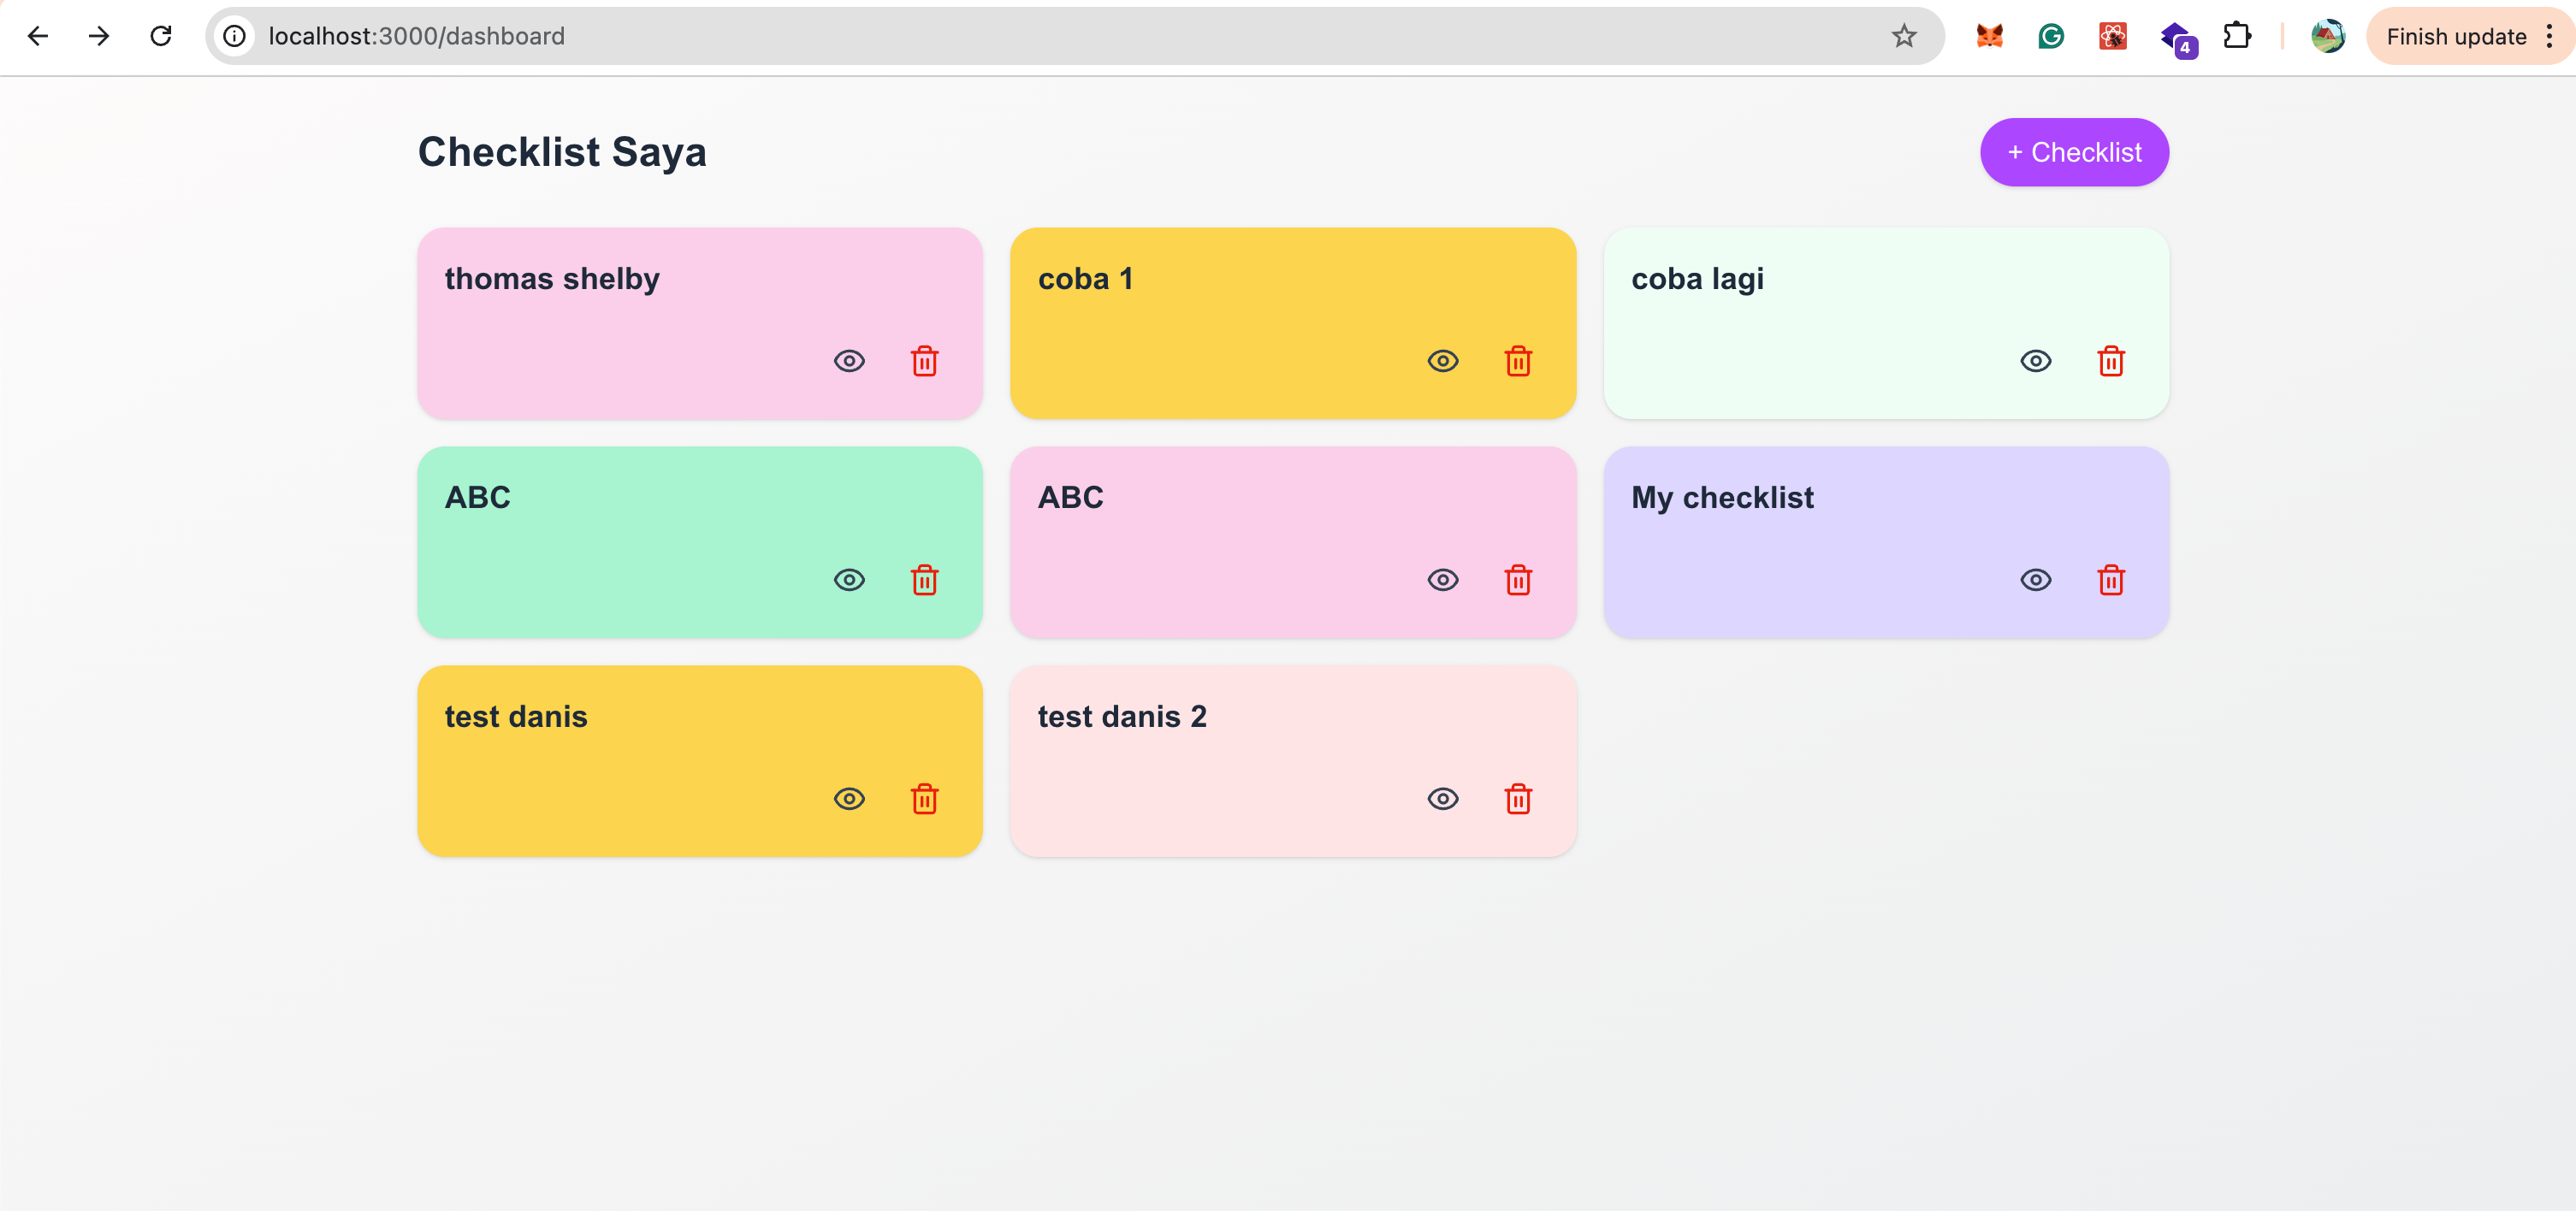 localhost:3000/dashboard
4
Finish update
Checklist Saya
+ Checklist
thomas shelby
coba 1
coba lagi
ABC
ABC
My checklist
test danis
test danis 2